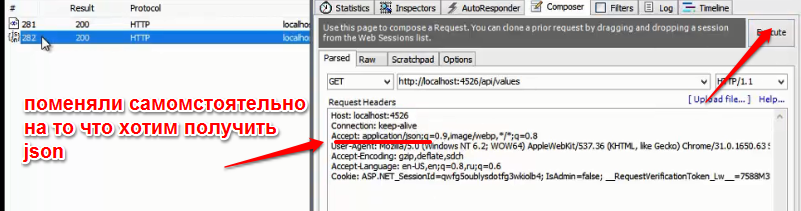 # Result Protocol
281 200 HTTP localho
282 200 HTTP localho
поменяли самомстоятельно
на то что хотим получить
json
Statistics Inspectors AutoResponder Composer Filters Log Timeline
Use this page to compose a Request. You can clone a prior request by dragging and dropping a session
from the Web Sessions list.
Execute
Parsed Raw Scratchpad Options
GET http://localhost:4526/api/values HTTP/1.1
Request Headers [ Upload file... ] Help...
Host: localhost:4526
Connection: keep-alive
Accept: application/json;q=0.9,image/webp,*/*;q=0.8
User-Agent: Mozilla/5.0 (Windows NT 6.2; WOW64) AppleWebKit/537.36 (KHTML, like Gecko) Chrome/31.0.1650.63 S
Accept-Encoding: gzip,deflate,sdch
Accept-Language: en-US,en;q=0.8,ru;q=0.6
Cookie: ASP.NET_SessionId=qwfg5oublysdotfg3wkiolb4; IsAdmin=false; __RequestVerificationToken_Lw__=7588M3